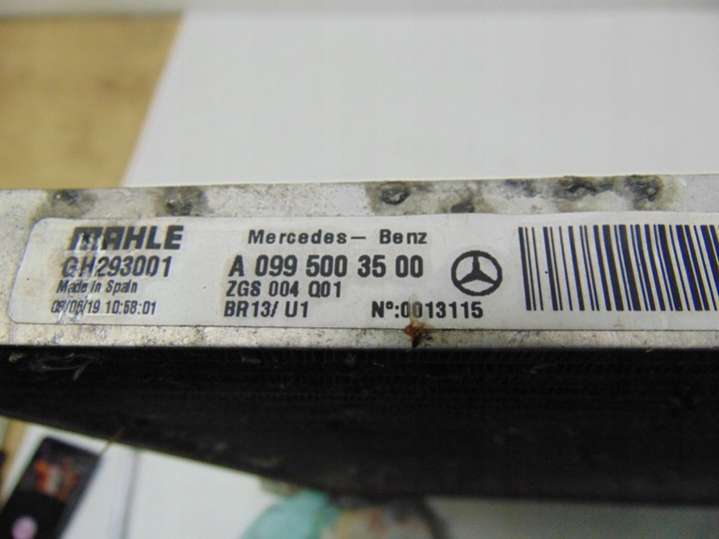 MAHLE
GH293001
Made in Spain
09/06/19 10:58:01
Mercedes- Benz
A 099 500 35 00
ZGS 004 Q01
BR13/ U1 N°:0013115